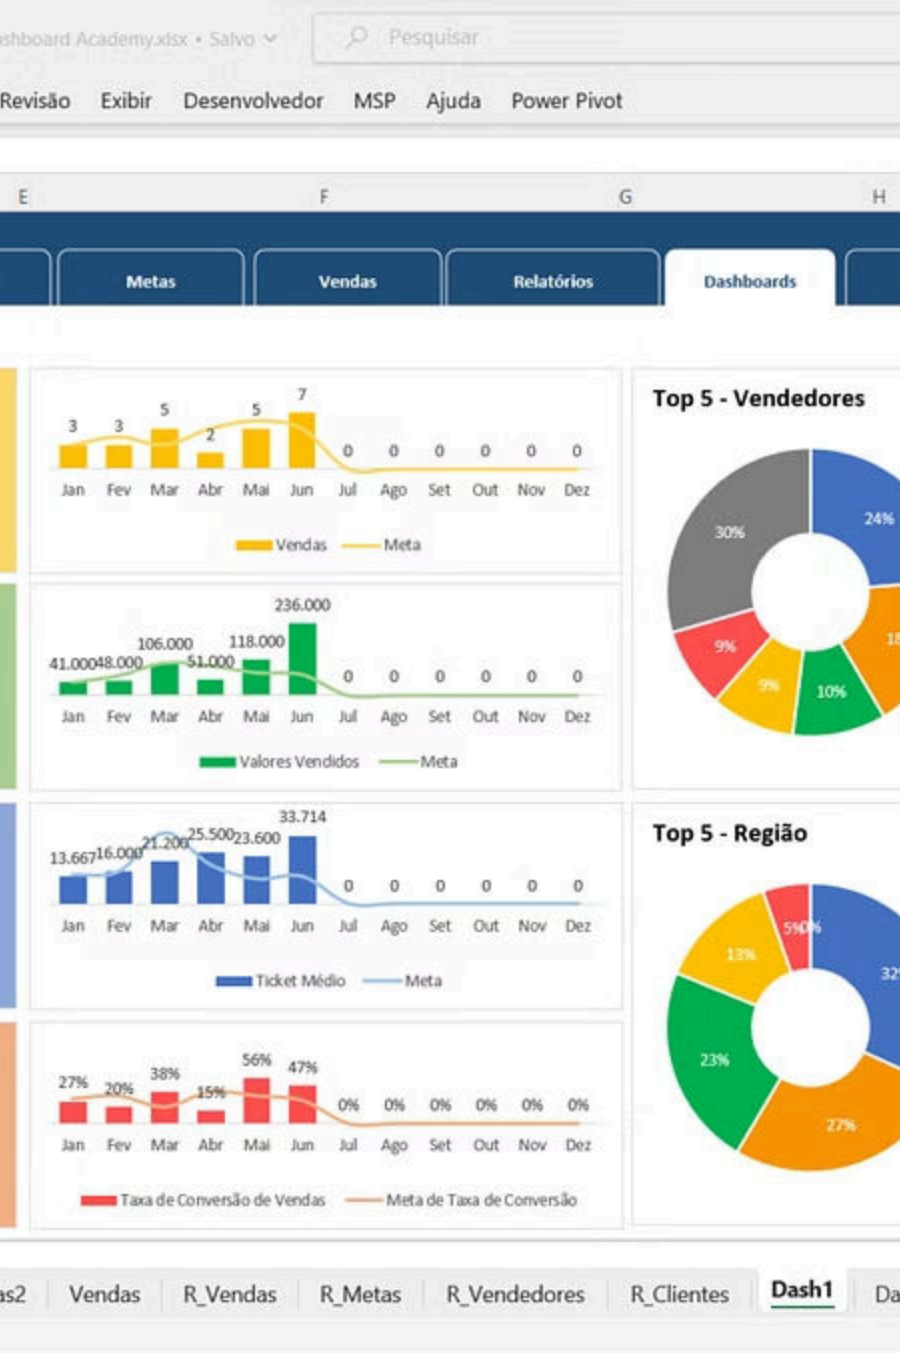 Academy.xlsx • Salvo
Pesquisar
Revisão Exibir Desenvolvedor MSP Ajuda Power Pivot
E F G H
Metas Vendas Relatórios Dashboards
3 3 5 2 5 7 0 0 0 0 0 0
Jan Fev Mar Abr Mai Jun Jul Ago Set Out Nov Dez
Vendas Meta
41.000 48.000 106.000 51.000 118.000 236.000 0 0 0 0 0 0
Jan Fev Mar Abr Mai Jun Jul Ago Set Out Nov Dez
Valores Vendidos Meta
13.667 16.000 21.200 25.500 23.600 33.714 0 0 0 0 0 0
Jan Fev Mar Abr Mai Jun Jul Ago Set Out Nov Dez
Ticket Médio Meta
27% 20% 38% 15% 56% 47% 0% 0% 0% 0% 0% 0%
Jan Fev Mar Abr Mai Jun Jul Ago Set Out Nov Dez
Taxa de Conversão de Vendas Meta de Taxa de Conversão
Top 5 - Vendedores
30% 24%
9% 18
9% 10%
Top 5 - Região
5% 0%
13% 32
23%
27%
Vendas R_Vendas R_Metas R_Vendedores R_Clientes Dash1